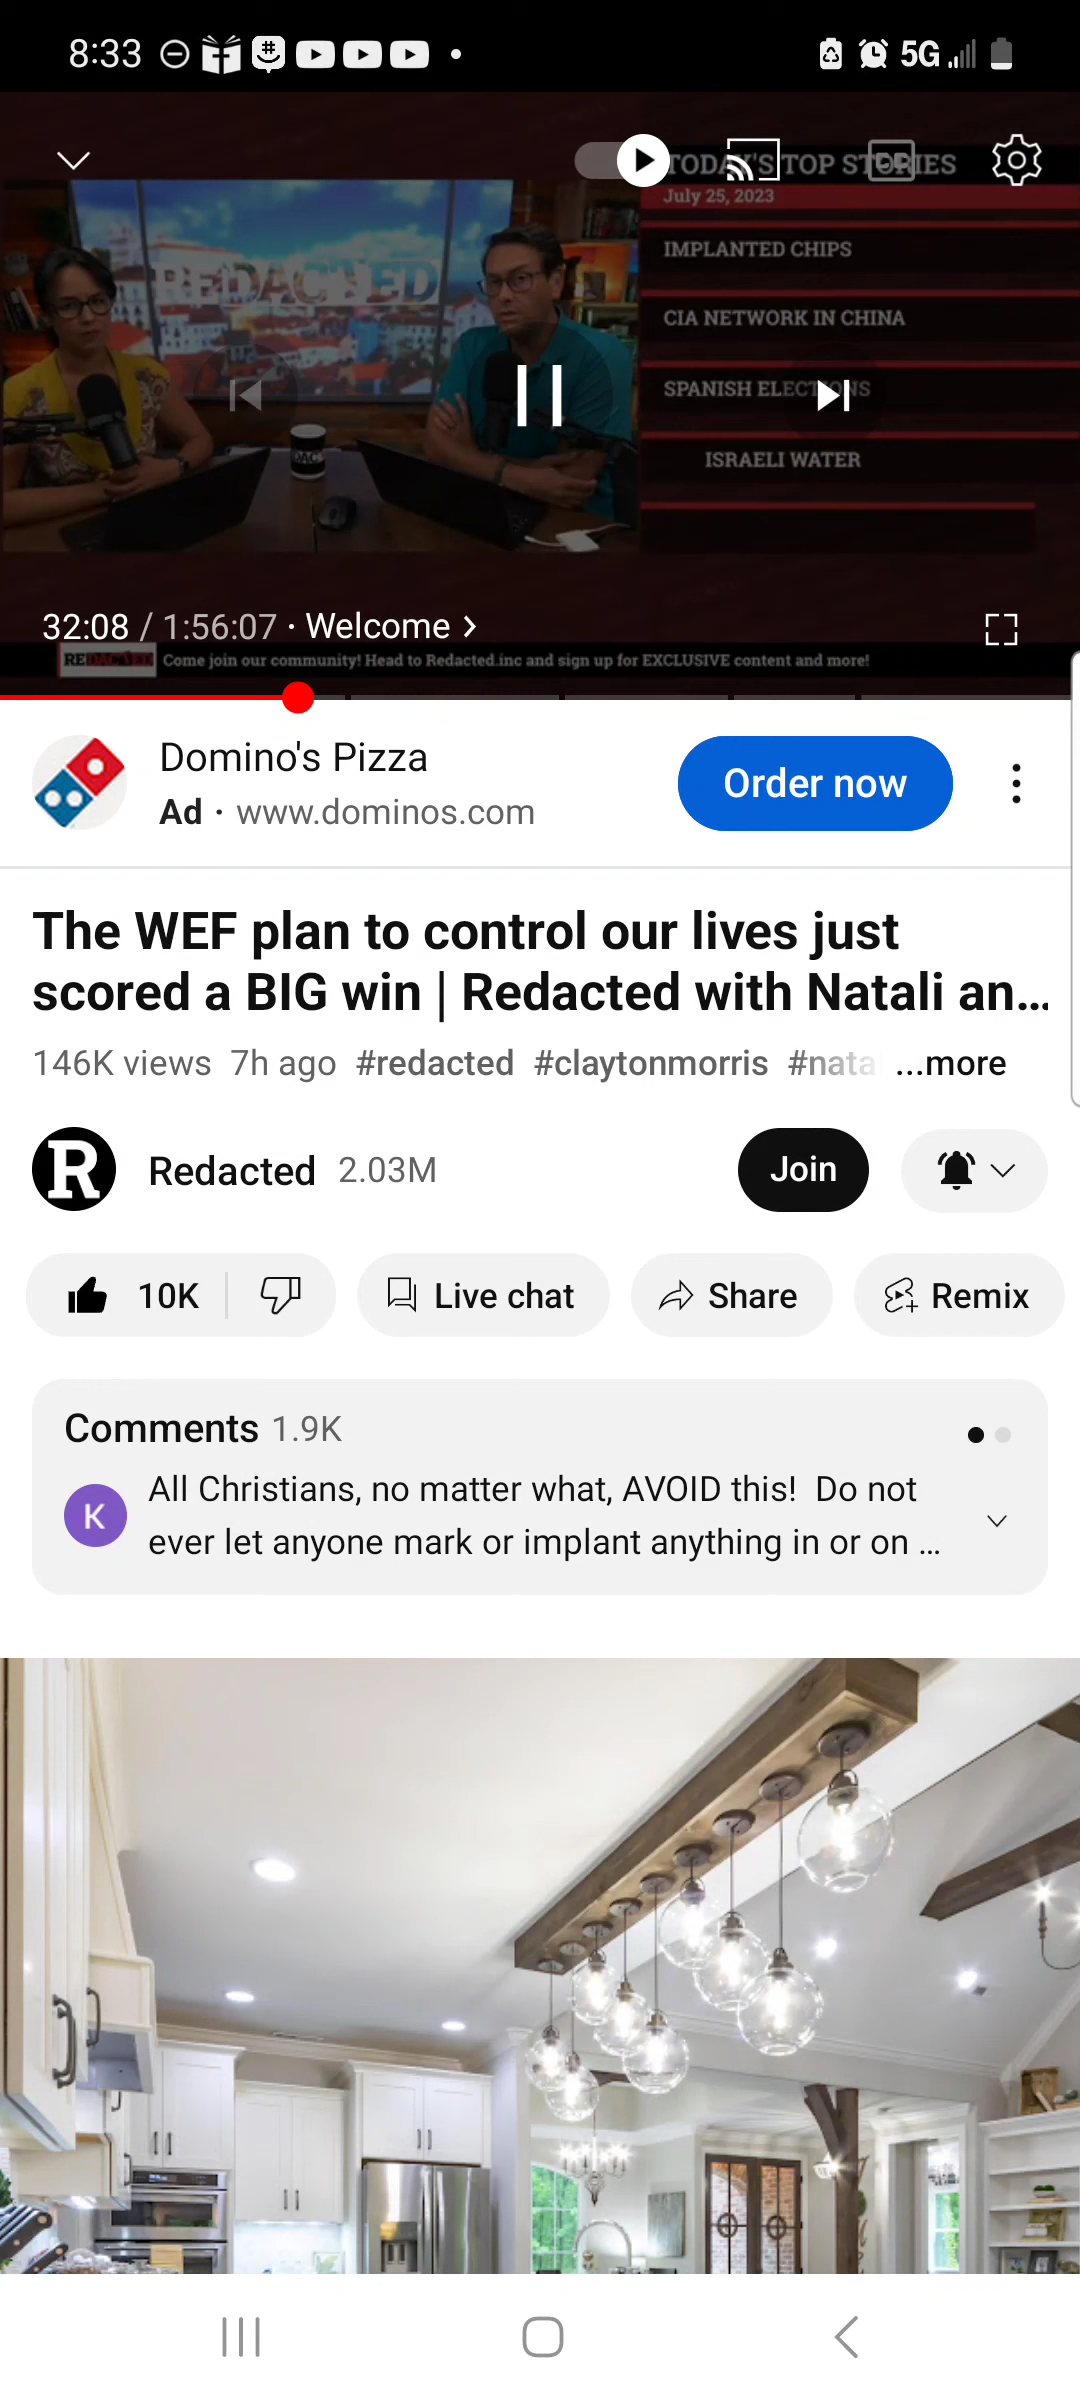 8:33
5G
TODAY'S TOP STORIES
July 25, 2023
IMPLANTED CHIPS
REDACTED
CIA NETWORK IN CHINA
SPANISH ELECTIONS
ISRAELI WATER
32:08 / 1:56:07 · Welcome
REDACTED Come join our community! Head to Redacted.inc and sign up for EXCLUSIVE content and more!
Domino's Pizza
Ad · www.dominos.com
Order now
The WEF plan to control our lives just
scored a BIG win | Redacted with Natali an...
146K views 7h ago #redacted #claytonmorris #nata ...more
R
Redacted 2.03M
Join
10K
Live chat
Share
Remix
Comments 1.9K
K
All Christians, no matter what, AVOID this! Do not
ever let anyone mark or implant anything in or on ...